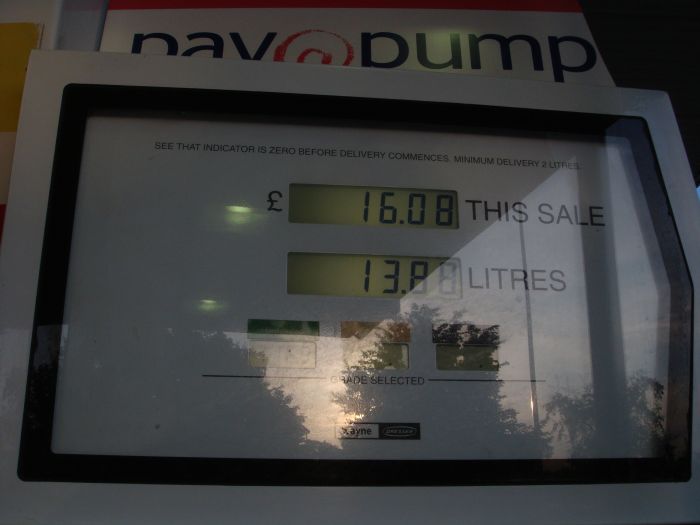 pay@pump
SEE THAT INDICATOR IS ZERO BEFORE DELIVERY COMMENCES. MINIMUM DELIVERY 2 LITRES.
£ 16.08 THIS SALE
LITRES
GRADE SELECTED
DRESSER